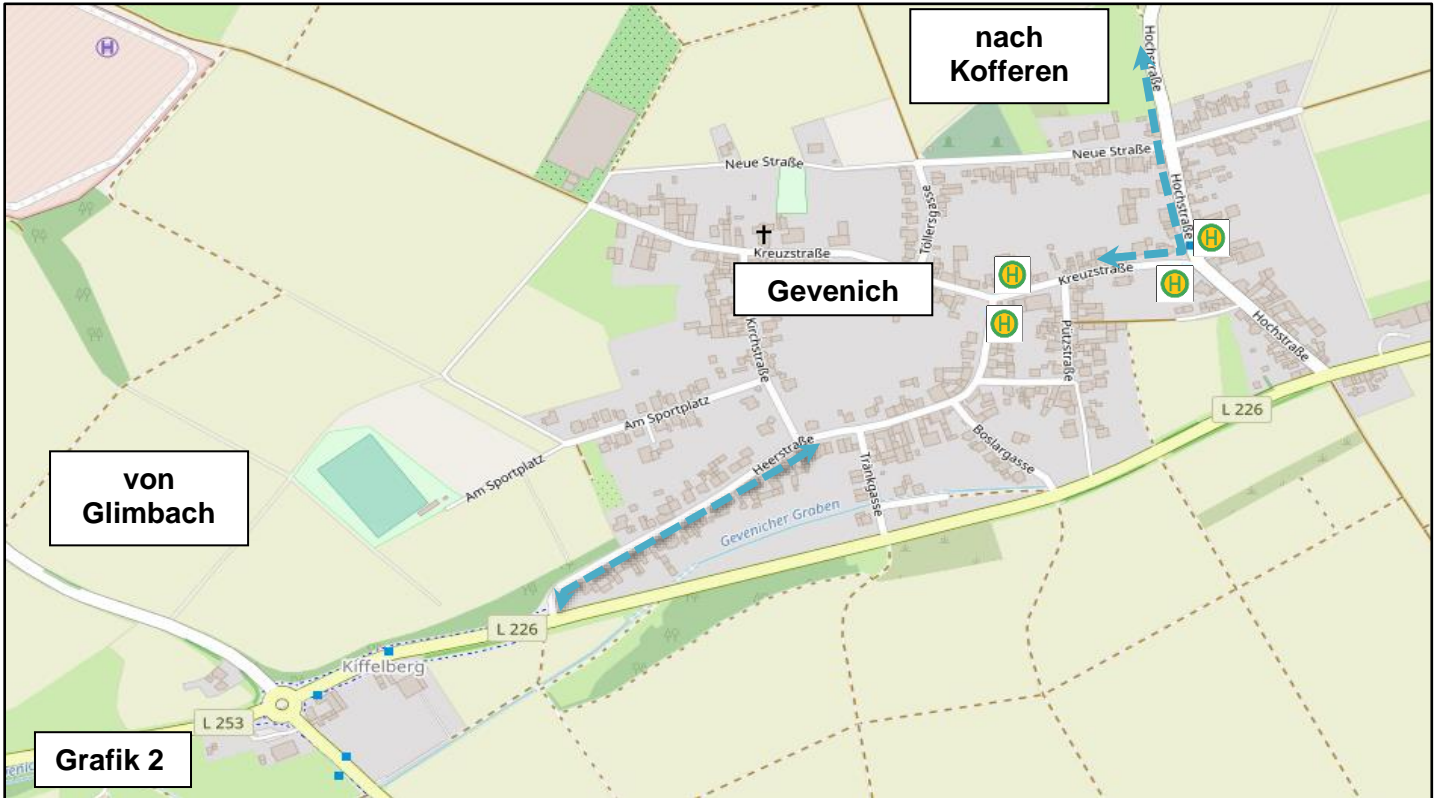 nach
Kofferen
Hochstraße
Neue Straße
Neue Straße
Hochstraße
Töllersgasse
Kreuzstraße
Kreuzstraße
Gevenich
H
H
H
H
H
Kirchstraße
Pützstraße
Hochstraße
Am Sportplatz
L 226
Heerstraße
Boslargasse
von
Glimbach
Am Sportplatz
Tränkgasse
Gevenicher Graben
L 226
Kiffelberg
L 253
Grafik 2